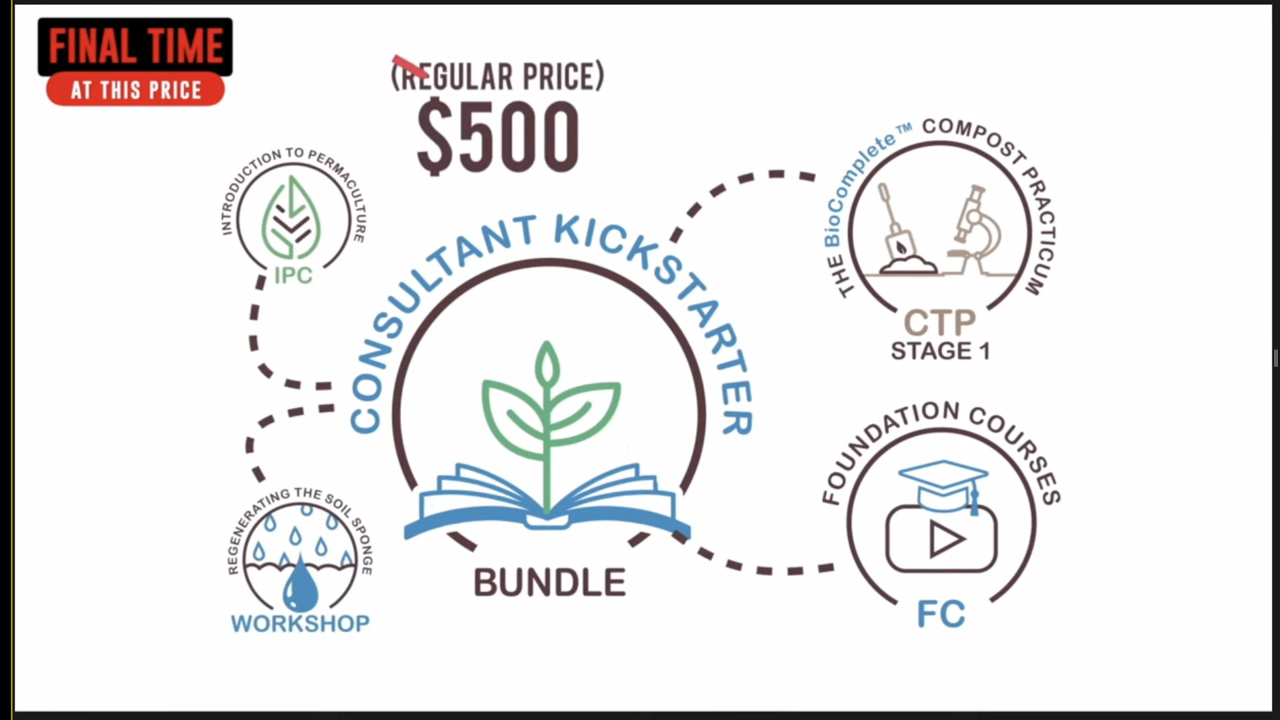 FINAL TIME
AT THIS PRICE
(REGULAR PRICE)
$500
INTRODUCTION TO PERMACULTURE
IPC
CONSULTANT KICKSTARTER
BUNDLE
THE BioComplete™ COMPOST PRACTICUM
CTP
STAGE 1
REGENERATING THE SOIL SPONGE
WORKSHOP
FOUNDATION COURSES
FC